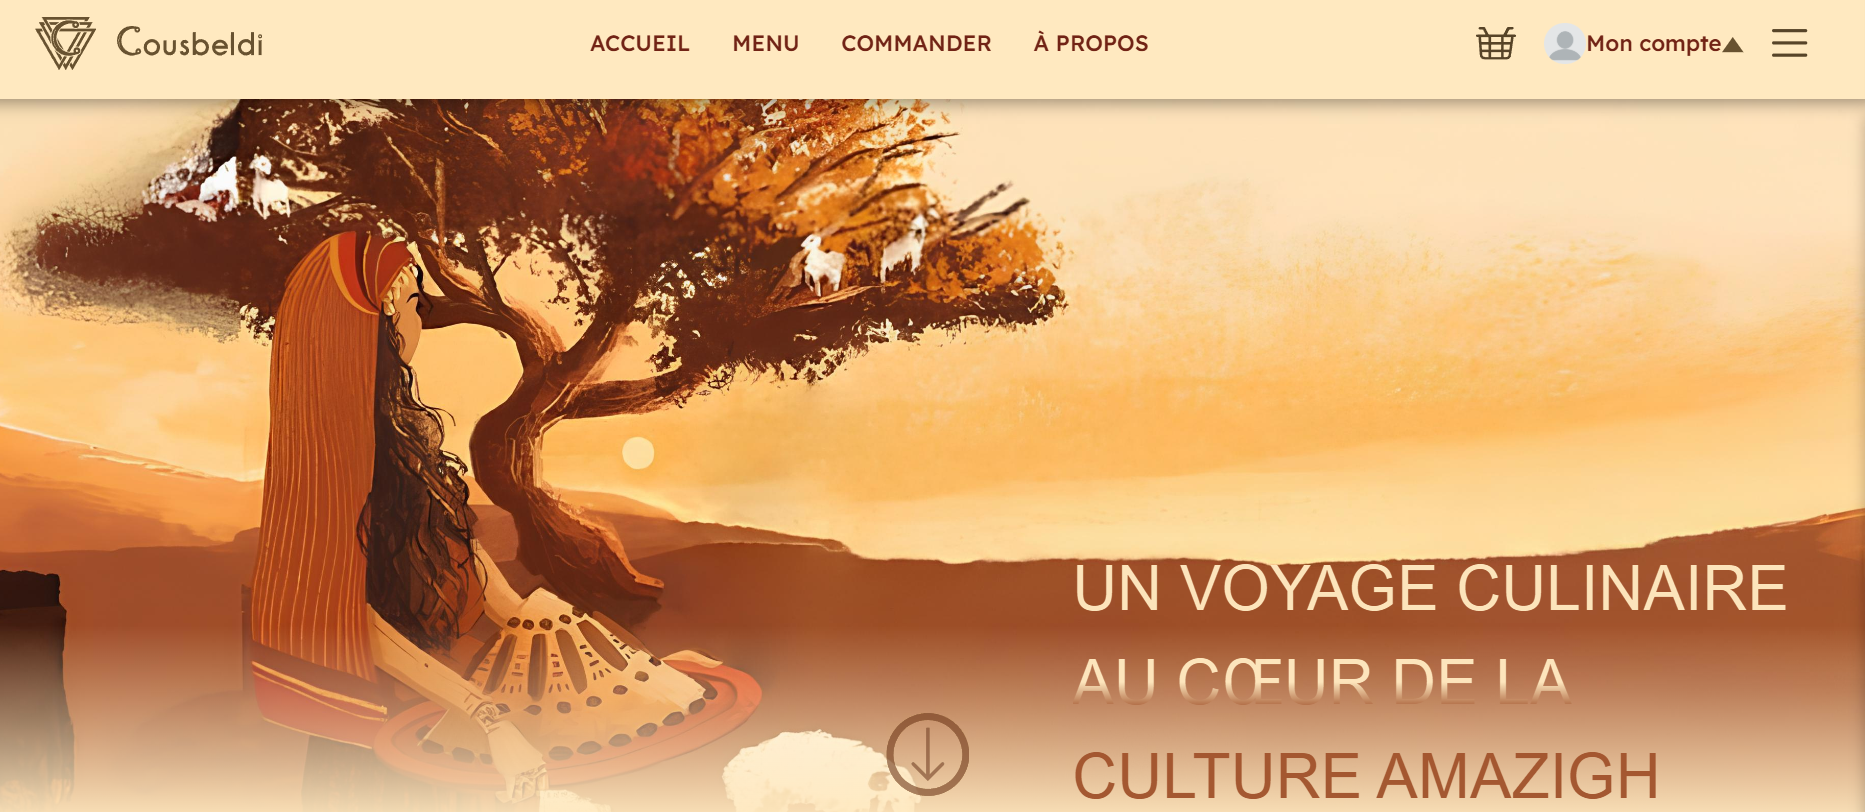 Cousbeldi
ACCUEIL MENU COMMANDER À PROPOS
Mon compte
UN VOYAGE CULINAIRE
AU CŒUR DE LA
CULTURE AMAZIGH